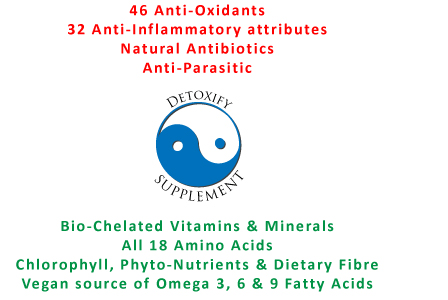 46 Anti-Oxidants
32 Anti-Inflammatory attributes
Natural Antibiotics
Anti-Parasitic
DETOXIFY
SUPPLEMENT
Bio-Chelated Vitamins & Minerals
All 18 Amino Acids
Chlorophyll, Phyto-Nutrients & Dietary Fibre
Vegan source of Omega 3, 6 & 9 Fatty Acids